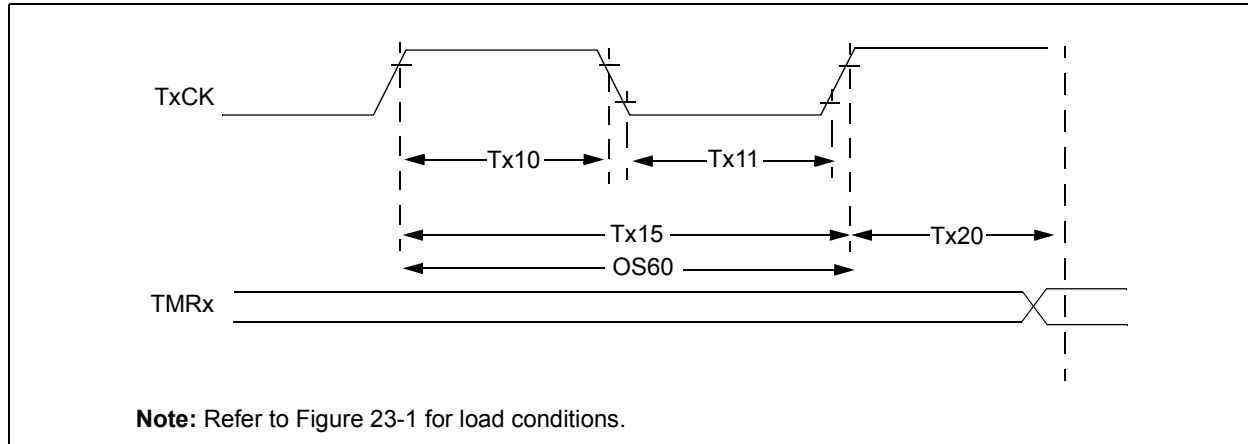 TxCK
Tx10
Tx11
Tx15
Tx20
OS60
TMRx
Note: Refer to Figure 23-1 for load conditions.